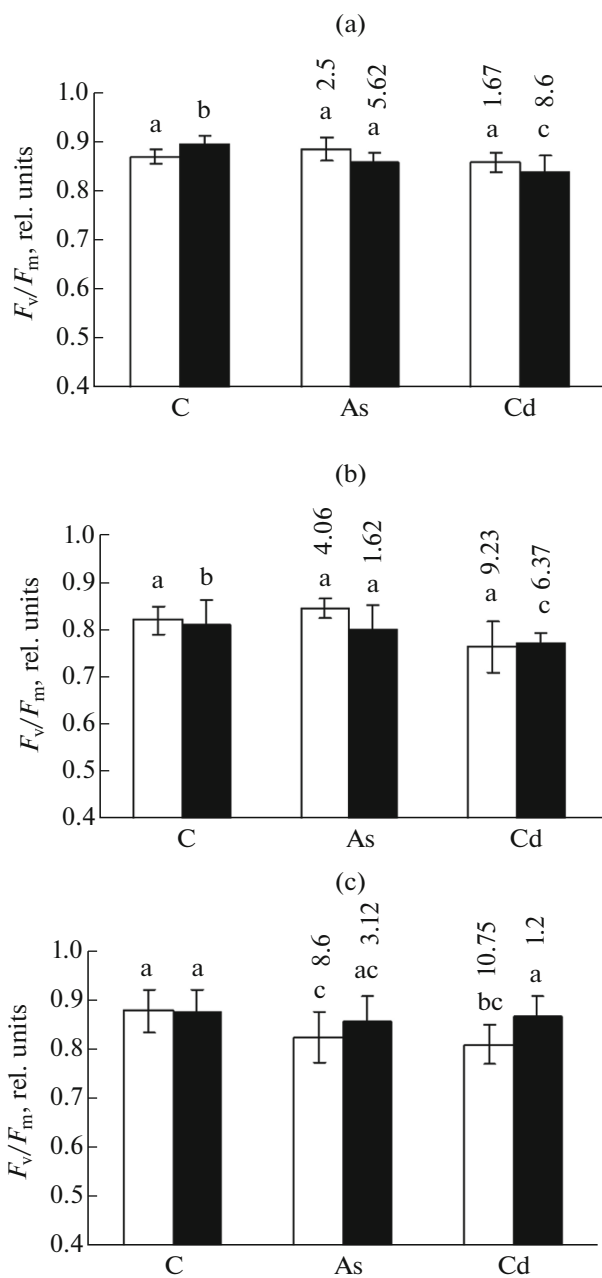 (a)
2.5 5.62 1.67 8.6
a b a a a c
1.0
0.9
0.8
0.7
0.6
0.5
0.4
Fv/Fm, rel. units
C As Cd
(b)
4.06 1.62 9.23 6.37
a b a a a c
1.0
0.9
0.8
0.7
0.6
0.5
0.4
Fv/Fm, rel. units
C As Cd
(c)
8.6 3.12 10.75 1.2
a a c ac bc a
1.0
0.9
0.8
0.7
0.6
0.5
0.4
Fv/Fm, rel. units
C As Cd